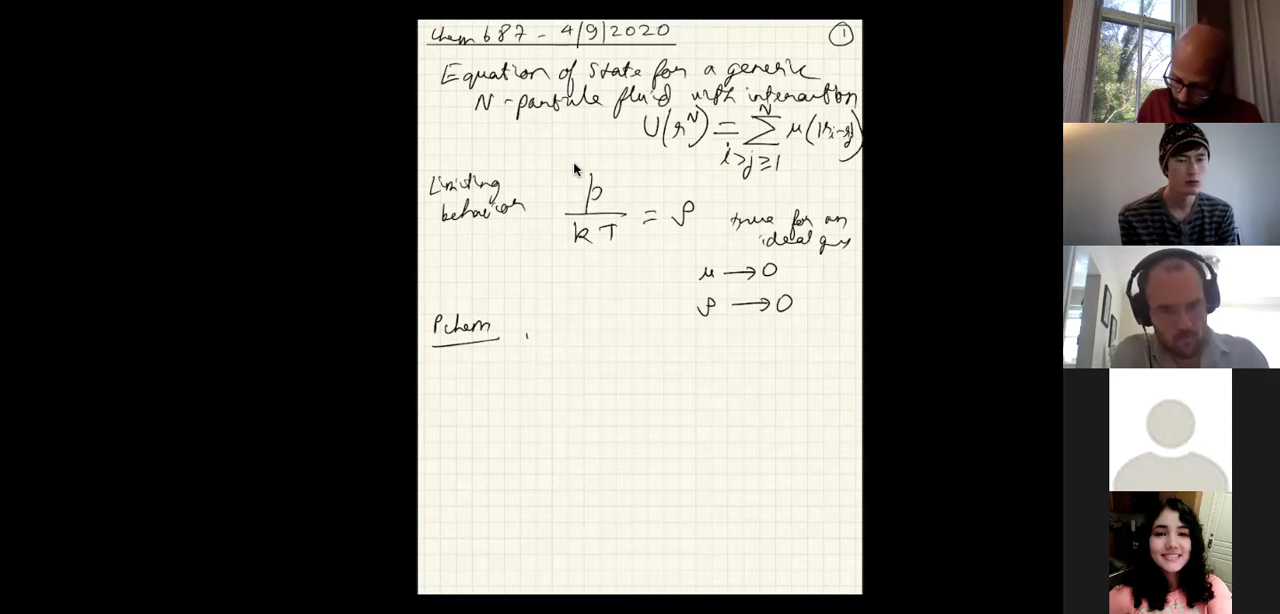 Chem 687 - 4/9/2020 ①
Equation of state for a generic
N-particle fluid with interaction
U(r^N) = \sum_{i>j≥1}^{N} u(|r_i-r_j|)
Limiting behavior p/kT = ρ true for an ideal gas
u → 0
ρ → 0
Pchem